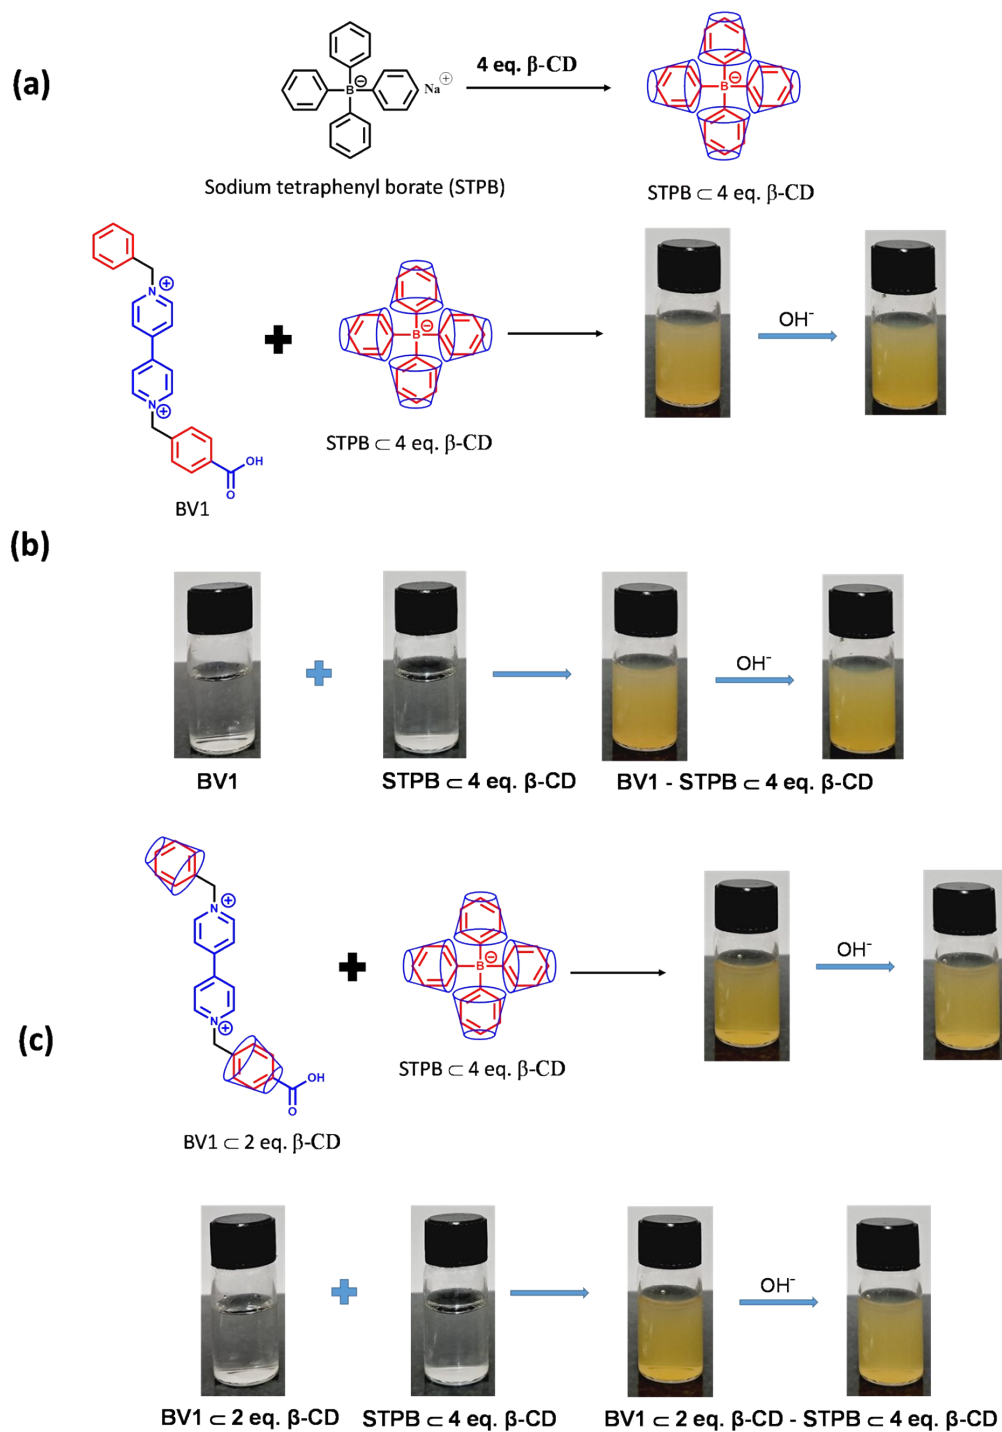 (a)
B⊖
Na⊕
4 eq. β-CD
B⊖
Sodium tetraphenyl borate (STPB)
STPB ⊂ 4 eq. β-CD
N⊕
N⊕
OH
O
BV1
B⊖
STPB ⊂ 4 eq. β-CD
OH⁻
(b)
OH⁻
BV1
STPB ⊂ 4 eq. β-CD
BV1 - STPB ⊂ 4 eq. β-CD
(c)
N⊕
N⊕
OH
O
BV1 ⊂ 2 eq. β-CD
B⊖
STPB ⊂ 4 eq. β-CD
OH⁻
OH⁻
BV1 ⊂ 2 eq. β-CD
STPB ⊂ 4 eq. β-CD
BV1 ⊂ 2 eq. β-CD - STPB ⊂ 4 eq. β-CD